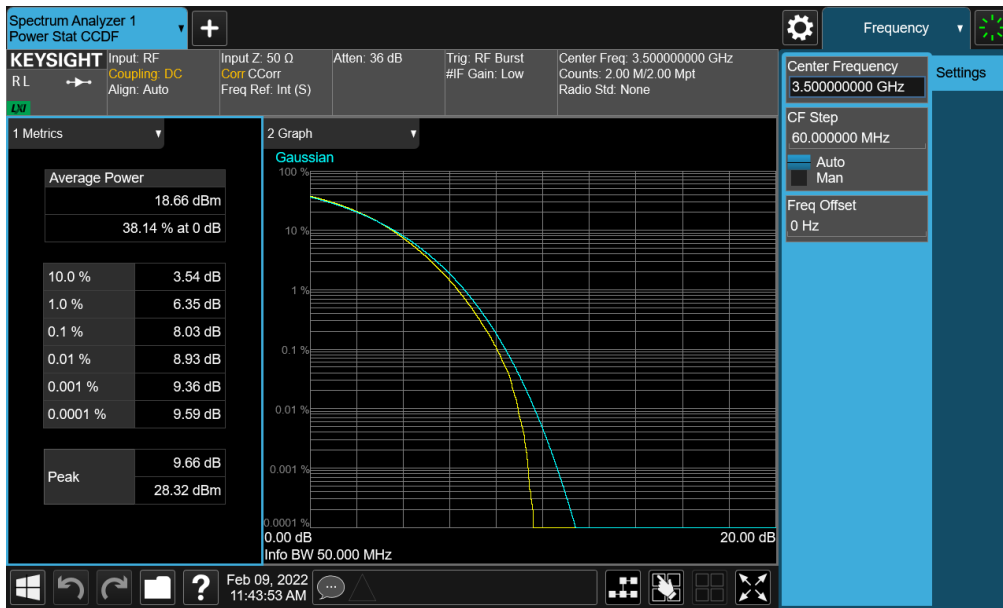 Spectrum Analyzer 1
Power Stat CCDF
Frequency
KEYSIGHT
R L
LXI
Input: RF
Coupling: DC
Align: Auto
Input Z: 50 Ω
Corr CCorr
Freq Ref: Int (S)
Atten: 36 dB
Trig: RF Burst
#IF Gain: Low
Center Freq: 3.500000000 GHz
Counts: 2.00 M/2.00 Mpt
Radio Std: None
Center Frequency
3.500000000 GHz
Settings
CF Step
60.000000 MHz
Auto
Man
Freq Offset
0 Hz
1 Metrics
Average Power
18.66 dBm
38.14 % at 0 dB
10.0 % 3.54 dB
1.0 % 6.35 dB
0.1 % 8.03 dB
0.01 % 8.93 dB
0.001 % 9.36 dB
0.0001 % 9.59 dB
Peak
9.66 dB
28.32 dBm
2 Graph
Gaussian
100 %
10 %
1 %
0.1 %
0.01 %
0.001 %
0.0001 %
0.00 dB 20.00 dB
Info BW 50.000 MHz
?
Feb 09, 2022
11:43:53 AM